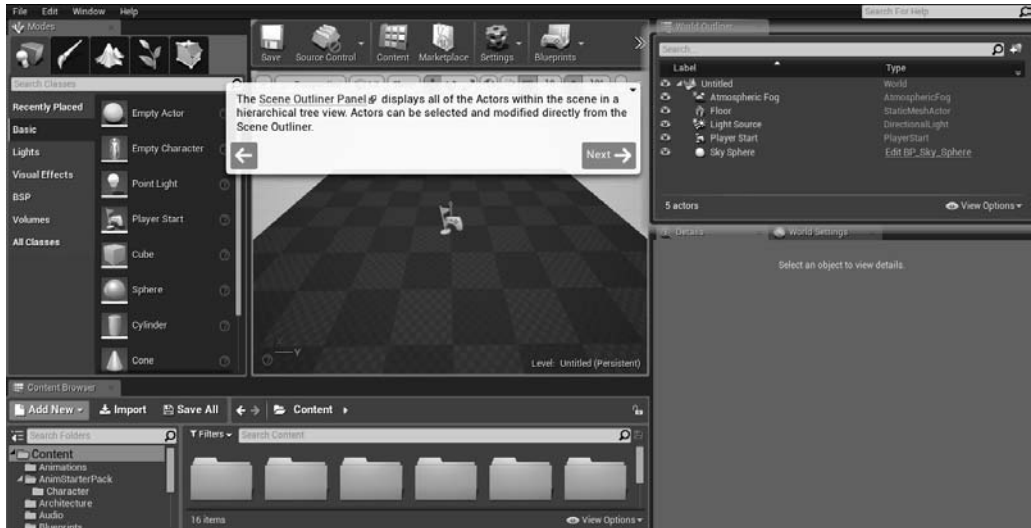 File Edit Window Help
Search For Help
Modes
World Outliner
Save Source Control Content Marketplace Settings Blueprints
Search Classes
Search...
Label Type
Recently Placed
Basic
Lights
Visual Effects
BSP
Volumes
All Classes
Empty Actor
Empty Character
Point Light
Player Start
Cube
Sphere
Cylinder
Cone
The Scene Outliner Panel displays all of the Actors within the scene in a
hierarchical tree view. Actors can be selected and modified directly from the
Scene Outliner.
Next
Y
Level: Untitled (Persistent)
Untitled World
Atmospheric Fog AtmosphericFog
Floor StaticMeshActor
Light Source DirectionalLight
Player Start PlayerStart
Sky Sphere Edit BP_Sky_Sphere
5 actors View Options
Details World Settings
Select an object to view details.
Content Browser
Add New Import Save All Content
Search Folders
Filters Search Content
Content
Animations
AnimStarterPack
Character
Architecture
Audio
Blueprints
16 items View Options